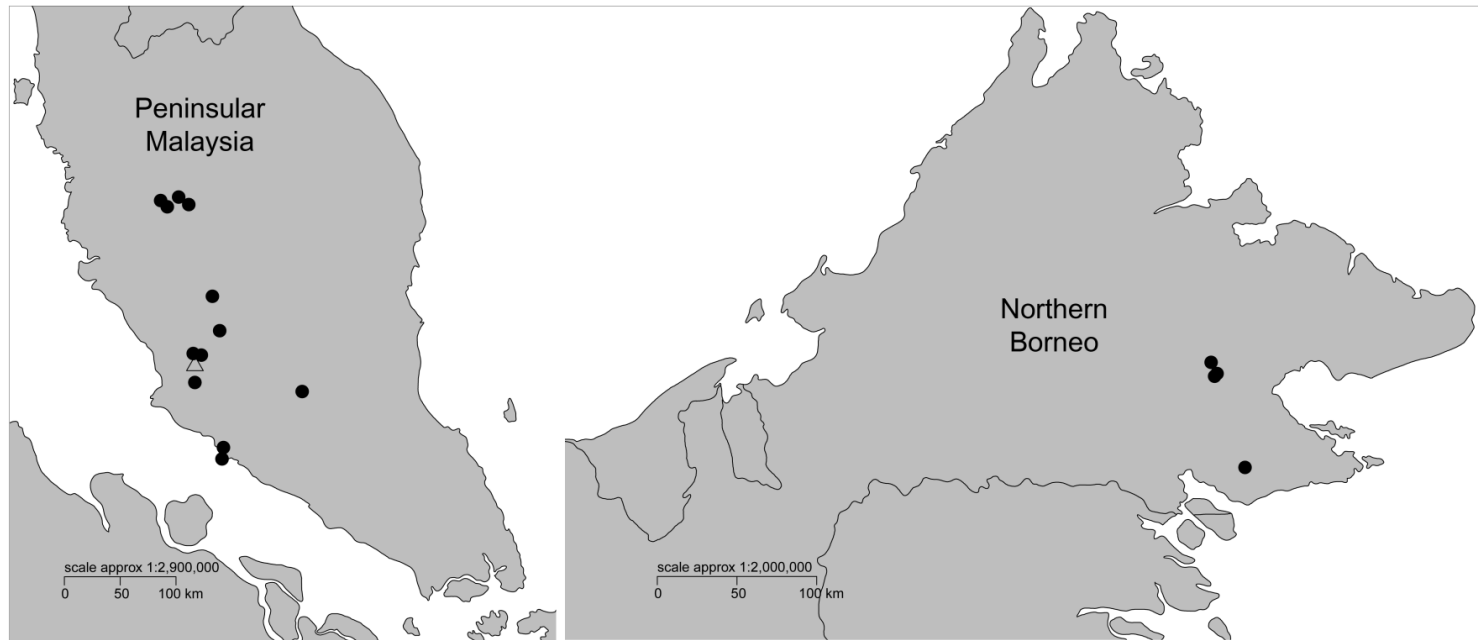 Peninsular
Malaysia
Northern
Borneo
scale approx 1:2,900,000
0 50 100 km
scale approx 1:2,000,000
0 50 100 km